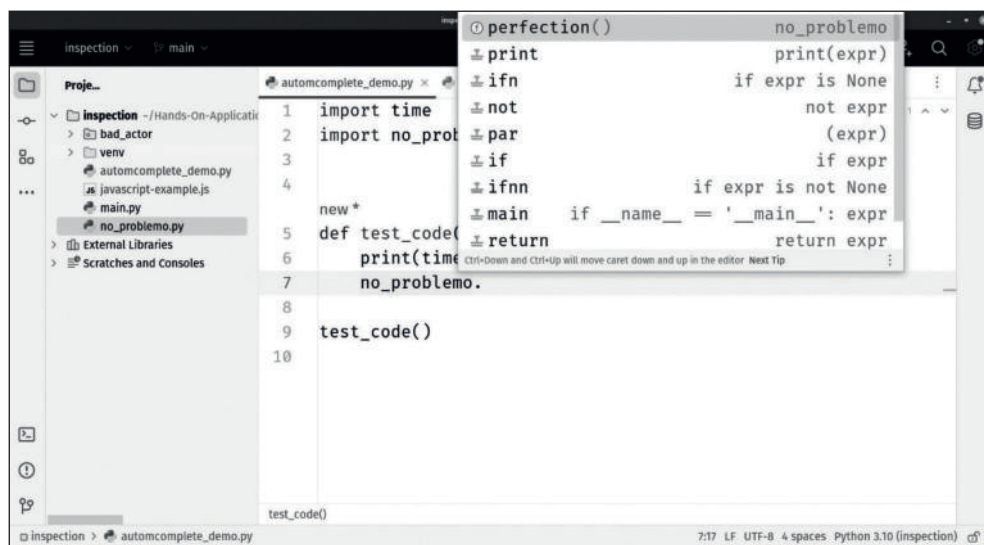 inspe
inspection main
Proje...
inspection ~/Hands-On-Applicatic
bad_actor
venv
automcomplete_demo.py
javascript-example.js
main.py
no_problemo.py
External Libraries
Scratches and Consoles
automcomplete_demo.py ×
1 import time
2 import no_prob
3
4
new *
5 def test_code(
6 print(time
7 no_problemo.
8
9 test_code()
10
perfection() no_problemo
print print(expr)
ifn if expr is None
not not expr
par (expr)
if if expr
ifnn if expr is not None
main if __name__ == '__main__': expr
return return expr
Ctrl+Down and Ctrl+Up will move caret down and up in the editor Next Tip
test_code()
inspection > automcomplete_demo.py 7:17 LF UTF-8 4 spaces Python 3.10 (inspection)